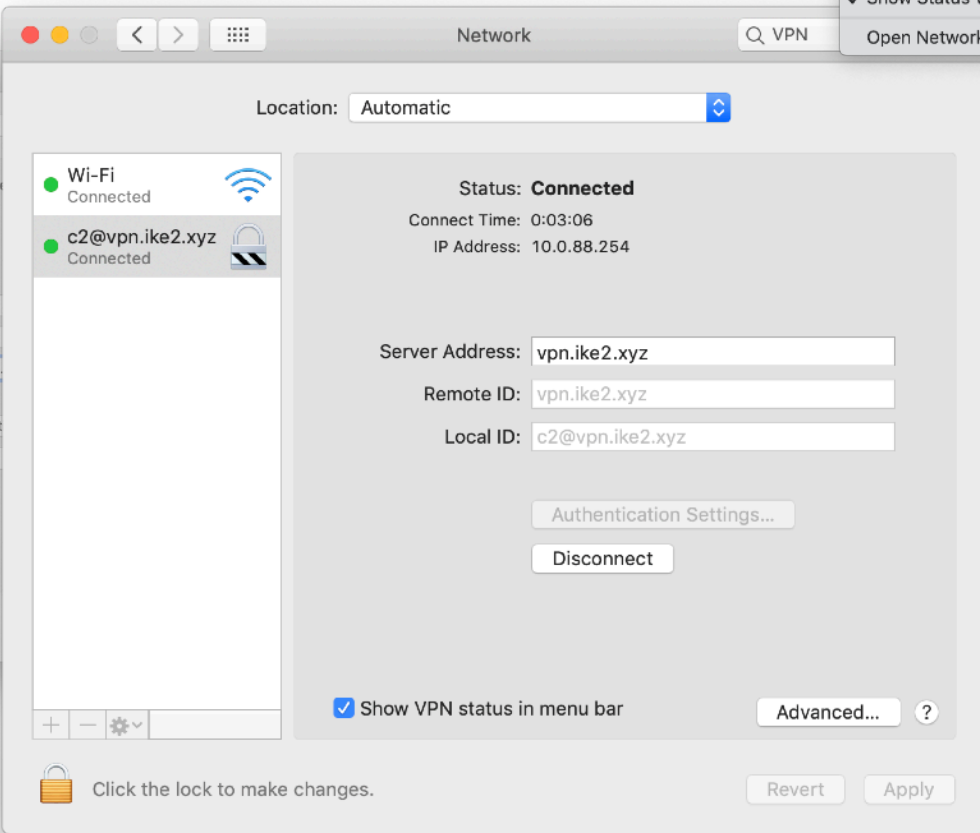 Network
VPN
Open Network
Location: Automatic
Wi-Fi
Connected
c2@vpn.ike2.xyz
Connected
Status: Connected
Connect Time: 0:03:06
IP Address: 10.0.88.254
Server Address: vpn.ike2.xyz
Remote ID: vpn.ike2.xyz
Local ID: c2@vpn.ike2.xyz
Authentication Settings...
Disconnect
Show VPN status in menu bar
Advanced... ?
Click the lock to make changes.
Revert Apply